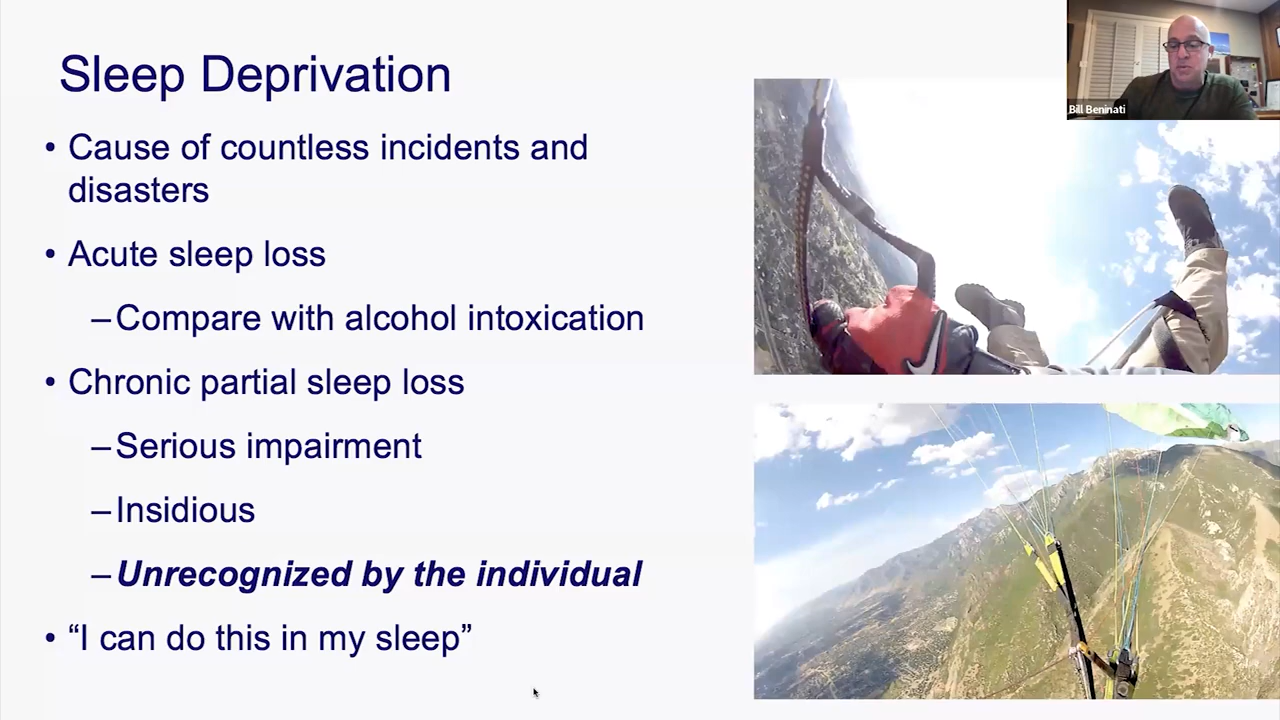 Sleep Deprivation
• Cause of countless incidents and
disasters
• Acute sleep loss
–Compare with alcohol intoxication
• Chronic partial sleep loss
–Serious impairment
–Insidious
–Unrecognized by the individual
• “I can do this in my sleep”
Bill Beninati